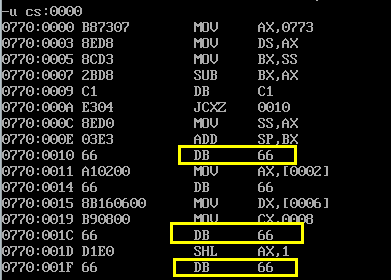 -u cs:0000
0770:0000 B87307 MOV AX,0773
0770:0003 8ED8 MOV DS,AX
0770:0005 8CD3 MOV BX,SS
0770:0007 2BD8 SUB BX,AX
0770:0009 C1 DB C1
0770:000A E304 JCXZ 0010
0770:000C 8ED0 MOV SS,AX
0770:000E 03E3 ADD SP,BX
0770:0010 66 DB 66
0770:0011 A10200 MOV AX,[0002]
0770:0014 66 DB 66
0770:0015 8B160600 MOV DX,[0006]
0770:0019 B90800 MOV CX,0008
0770:001C 66 DB 66
0770:001D D1E0 SHL AX,1
0770:001F 66 DB 66